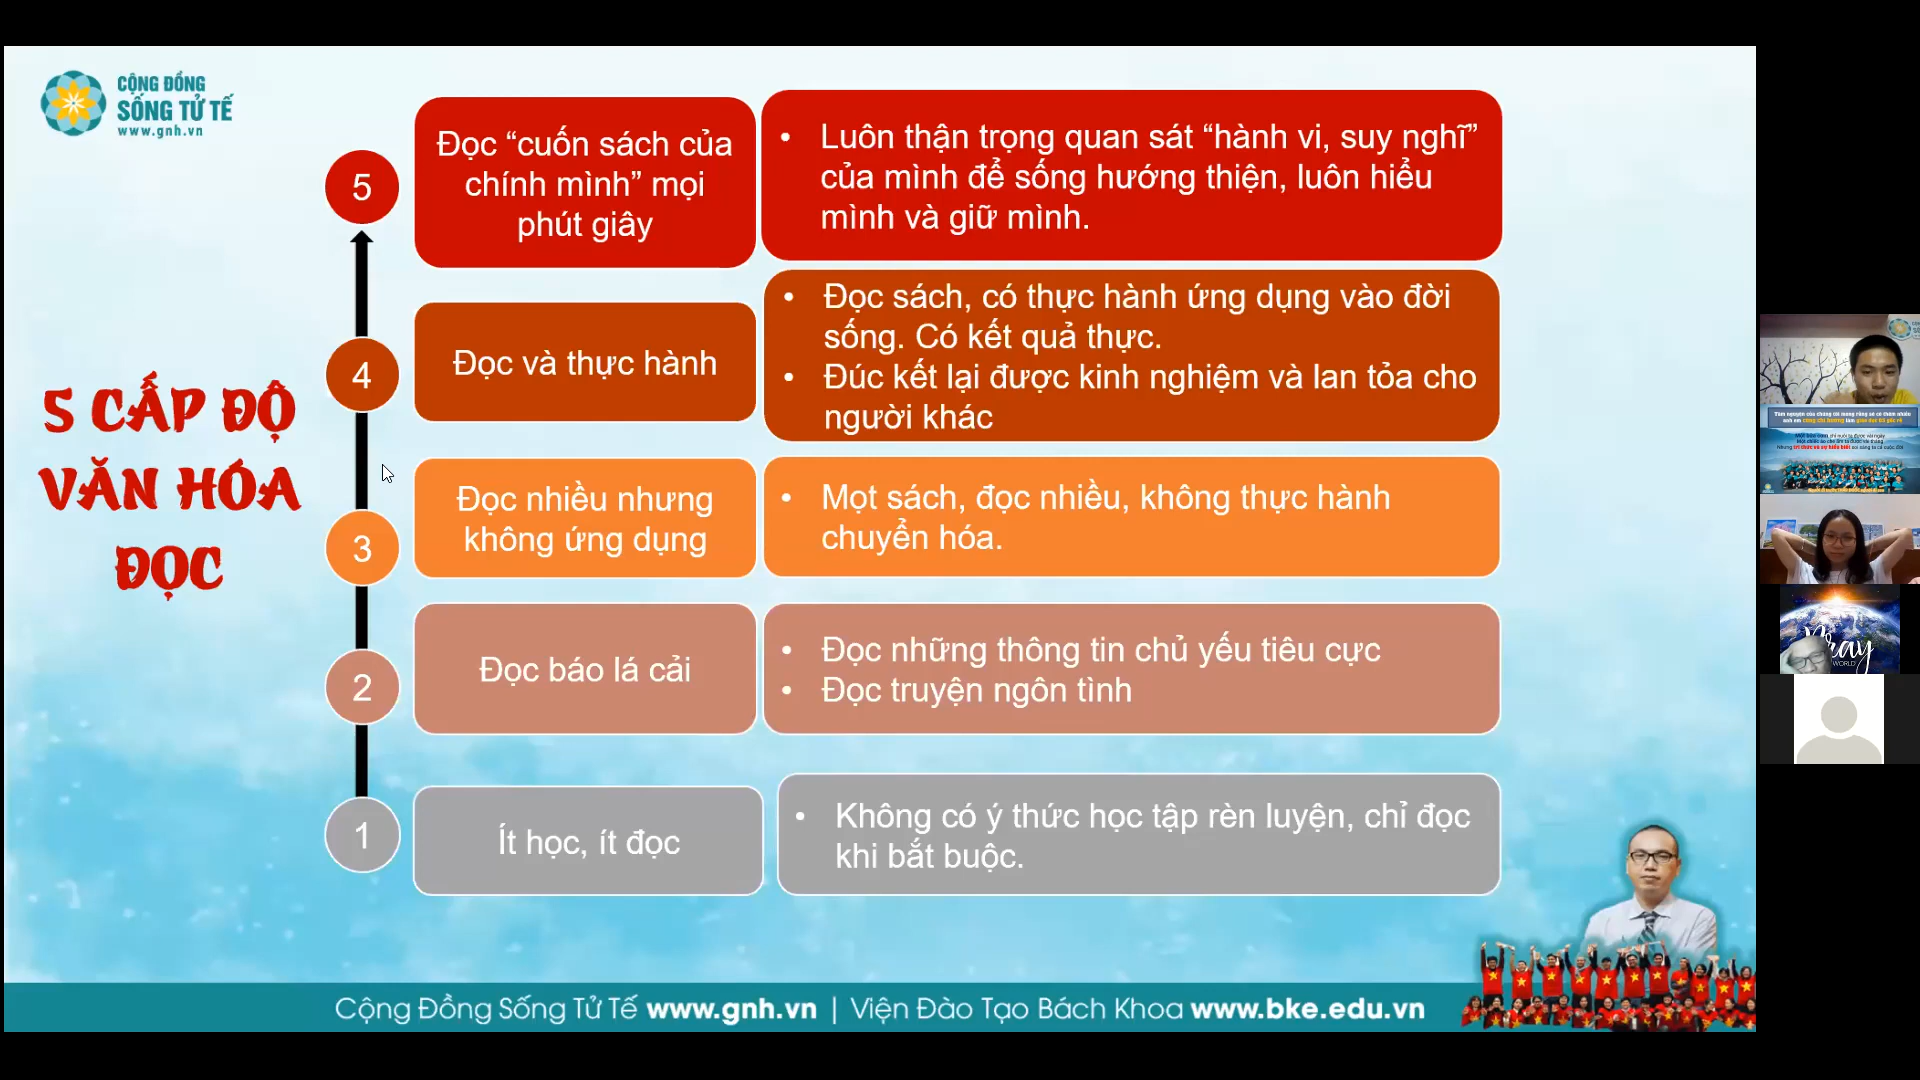 CỘNG ĐỒNG
SỐNG TỬ TẾ
www.gnh.vn
5 CẤP ĐỘ
VĂN HÓA
ĐỌC
5
Đọc “cuốn sách của
chính mình” mọi
phút giây
• Luôn thận trọng quan sát “hành vi, suy nghĩ”
của mình để sống hướng thiện, luôn hiểu
mình và giữ mình.
4
Đọc và thực hành
• Đọc sách, có thực hành ứng dụng vào đời
sống. Có kết quả thực.
• Đúc kết lại được kinh nghiệm và lan tỏa cho
người khác
3
Đọc nhiều nhưng
không ứng dụng
• Mọt sách, đọc nhiều, không thực hành
chuyển hóa.
2
Đọc báo lá cải
• Đọc những thông tin chủ yếu tiêu cực
• Đọc truyện ngôn tình
1
Ít học, ít đọc
• Không có ý thức học tập rèn luyện, chỉ đọc
khi bắt buộc.
Cộng Đồng Sống Tử Tế www.gnh.vn | Viện Đào Tạo Bách Khoa www.bke.edu.vn
Pray
WORLD